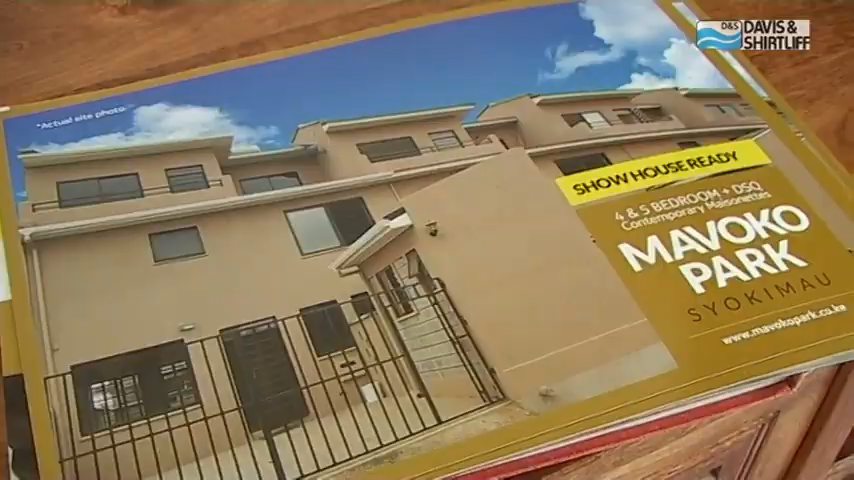 D&S DAVIS &
SHIRTLIFF
*Actual site photo
SHOW HOUSE READY
4 & 5 BEDROOM + DSQ
Contemporary Maisonettes
MAVOKO
PARK
SYOKIMAU
www.mavokopark.co.ke